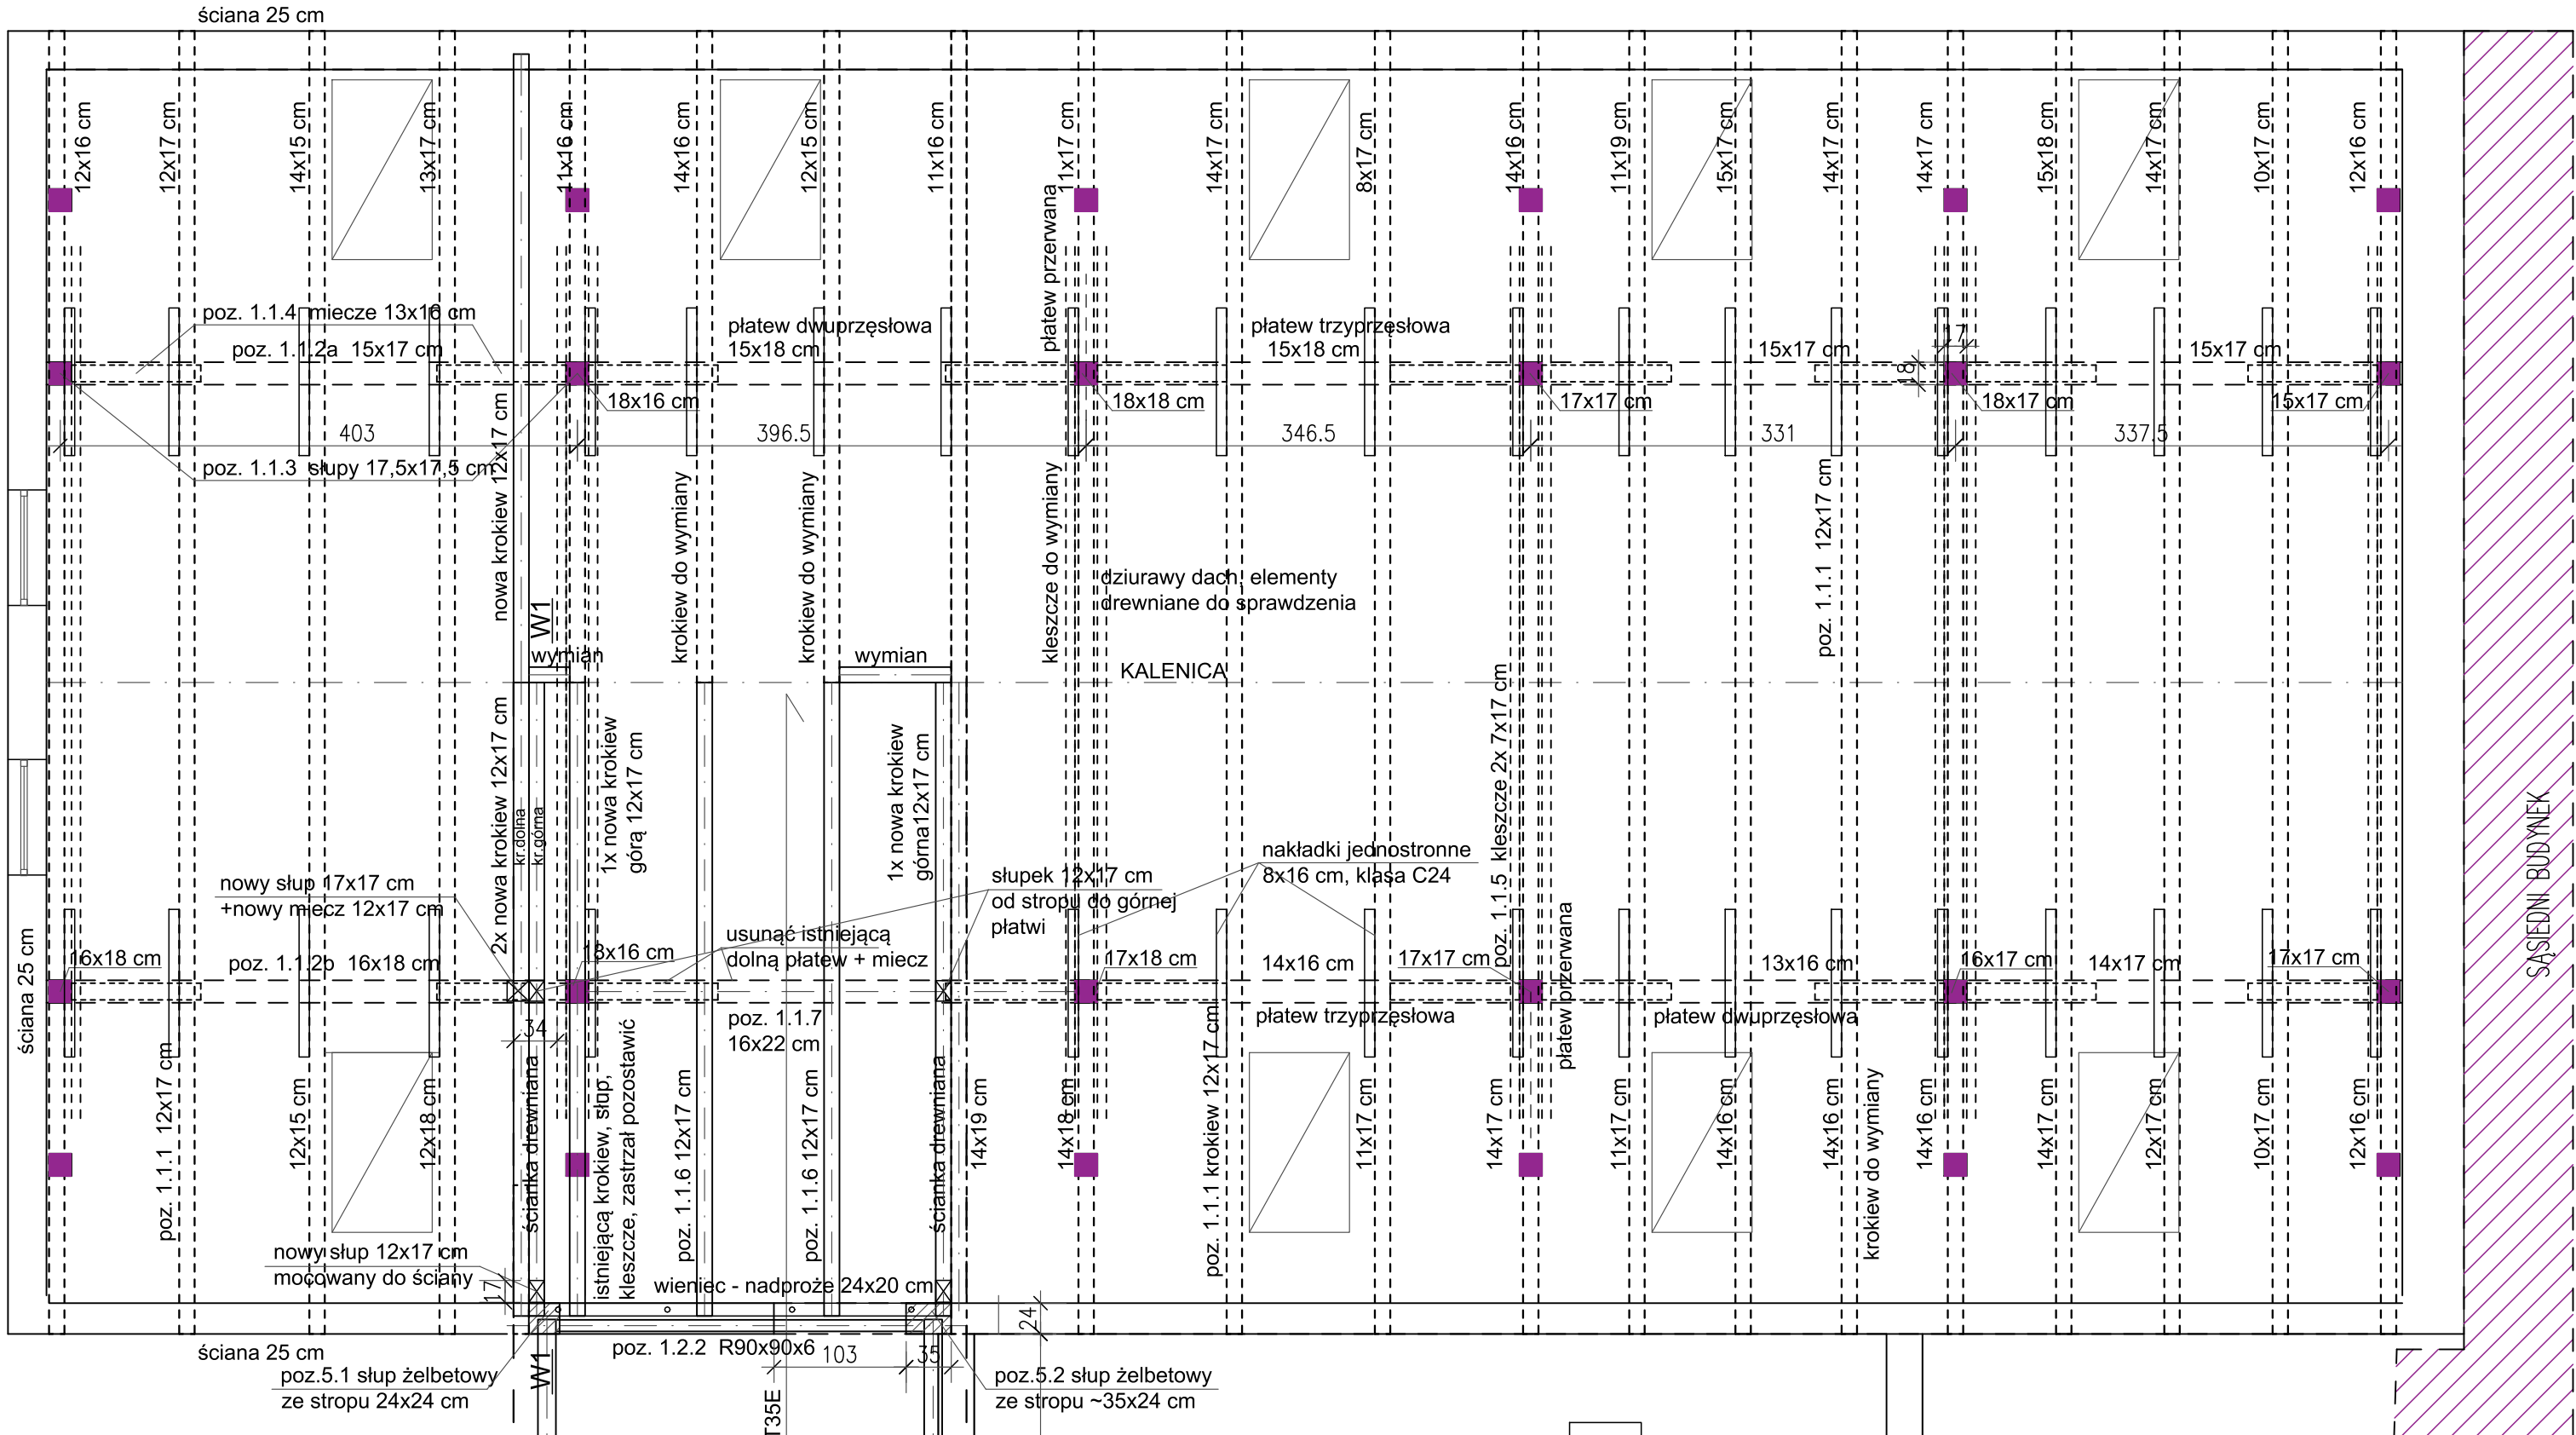 ściana 25 cm
12x16 cm
12x17 cm
14x15 cm
13x17 cm
11x16 cm
14x16 cm
12x15 cm
11x16 cm
11x17 cm
14x17 cm
8x17 cm
14x16 cm
11x19 cm
15x17 cm
14x17 cm
14x17 cm
15x18 cm
14x17 cm
10x17 cm
12x16 cm
płatew przerwana
poz. 1.1.4 miecze 13x16 cm
poz. 1.1.2a 15x17 cm
płatew dwuprzęsłowa
15x18 cm
płatew trzyprzęsłowa
15x18 cm
15x17 cm
17
18
15x17 cm
18x16 cm
18x18 cm
17x17 cm
18x17 cm
15x17 cm
403
396.5
346.5
331
337.5
poz. 1.1.3 słupy 17,5x17,5 cm
nowa krokiew 12x17 cm
krokiew do wymiany
krokiew do wymiany
kleszcze do wymiany
poz. 1.1.1 12x17 cm
dziurawy dach, elementy
drewniane do sprawdzenia
W1
wymian
wymian
KALENICA
2x nowa krokiew 12x17 cm
kr.dolna
kr.górna
1x nowa krokiew
górą 12x17 cm
1x nowa krokiew
górna12x17 cm
poz. 1.1.5 kleszcze 2x 7x17 cm
SĄSIEDNI BUDYNEK
nakładki jednostronne
8x16 cm, klasa C24
słupek 12x17 cm
od stropu do górnej
płatwi
nowy słup 17x17 cm
+nowy miecz 12x17 cm
usunąć istniejącą
dolną płatew + miecz
16x18 cm
poz. 1.1.2b 16x18 cm
18x16 cm
17x18 cm
14x16 cm
17x17 cm
13x16 cm
16x17 cm
14x17 cm
17x17 cm
płatew przerwana
ściana 25 cm
34
poz. 1.1.7
16x22 cm
płatew trzyprzęsłowa
płatew dwuprzęsłowa
poz. 1.1.1 12x17 cm
12x15 cm
12x18 cm
ścianka drewniana
istniejącą krokiew, słup,
kleszcze, zastrzał pozostawić
poz. 1.1.6 12x17 cm
poz. 1.1.6 12x17 cm
ścianka drewniana
14x19 cm
14x18 cm
poz. 1.1.1 krokiew 12x17 cm
11x17 cm
14x17 cm
11x17 cm
14x16 cm
14x16 cm
krokiew do wymiany
14x16 cm
14x17 cm
12x17 cm
10x17 cm
12x16 cm
nowy słup 12x17 cm
mocowany do ściany
17
wieniec - nadproże 24x20 cm
24
ściana 25 cm
poz. 1.2.2 R90x90x6
103
35
W1
poz.5.1 słup żelbetowy
ze stropu 24x24 cm
poz.5.2 słup żelbetowy
ze stropu ~35x24 cm
T35E